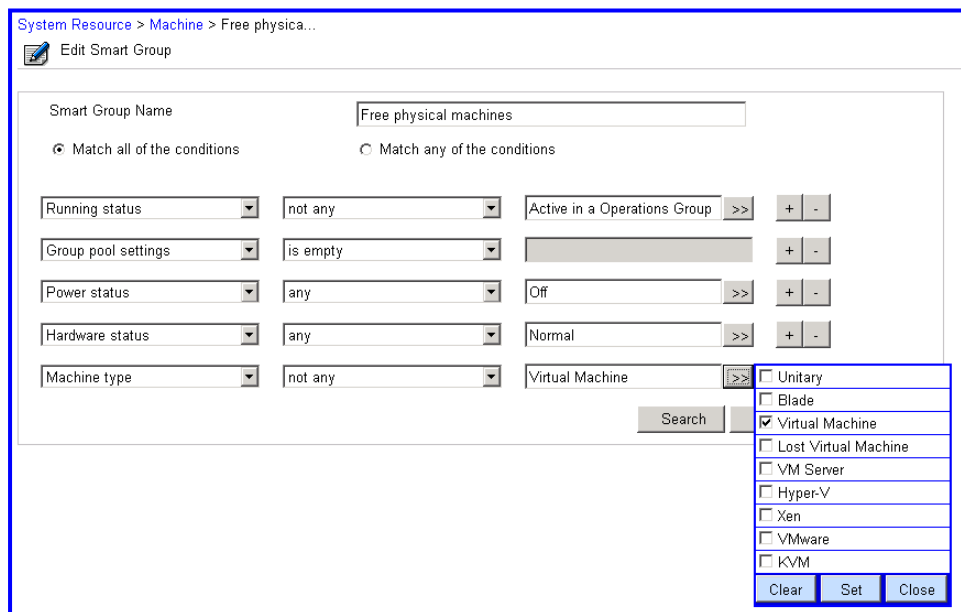 System Resource > Machine > Free physica...
Edit Smart Group
Smart Group Name
Free physical machines
Match all of the conditions Match any of the conditions
Running status not any Active in a Operations Group >> + -
Group pool settings is empty + -
Power status any Off >> + -
Hardware status any Normal >> + -
Machine type not any Virtual Machine >>
Search
Unitary
Blade
Virtual Machine
Lost Virtual Machine
VM Server
Hyper-V
Xen
VMware
KVM
Clear Set Close